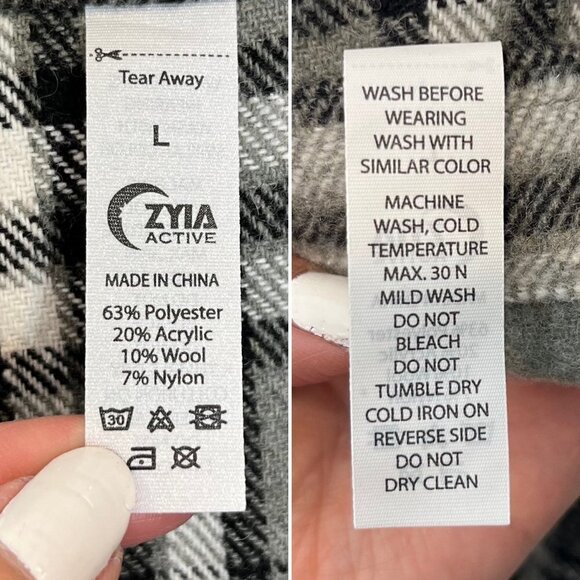 Tear Away
L
ZYIA
ACTIVE
MADE IN CHINA
63% Polyester
20% Acrylic
10% Wool
7% Nylon
30
WASH BEFORE
WEARING
WASH WITH
SIMILAR COLOR
MACHINE
WASH, COLD
TEMPERATURE
MAX. 30 N
MILD WASH
DO NOT
BLEACH
DO NOT
TUMBLE DRY
COLD IRON ON
REVERSE SIDE
DO NOT
DRY CLEAN